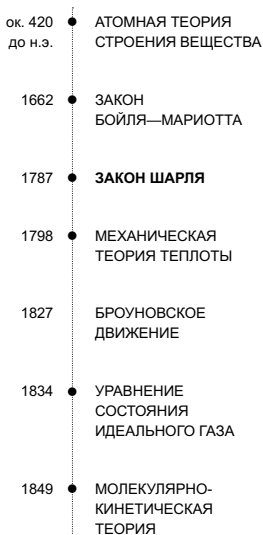 ок. 420 АТОМНАЯ ТЕОРИЯ
до н.э. СТРОЕНИЯ ВЕЩЕСТВА
1662 ЗАКОН
БОЙЛЯ—МАРИОТТА
1787 ЗАКОН ШАРЛЯ
1798 МЕХАНИЧЕСКАЯ
ТЕОРИЯ ТЕПЛОТЫ
1827 БРОУНОВСКОЕ
ДВИЖЕНИЕ
1834 УРАВНЕНИЕ
СОСТОЯНИЯ
ИДЕАЛЬНОГО ГАЗА
1849 МОЛЕКУЛЯРНО-
КИНЕТИЧЕСКАЯ
ТЕОРИЯ